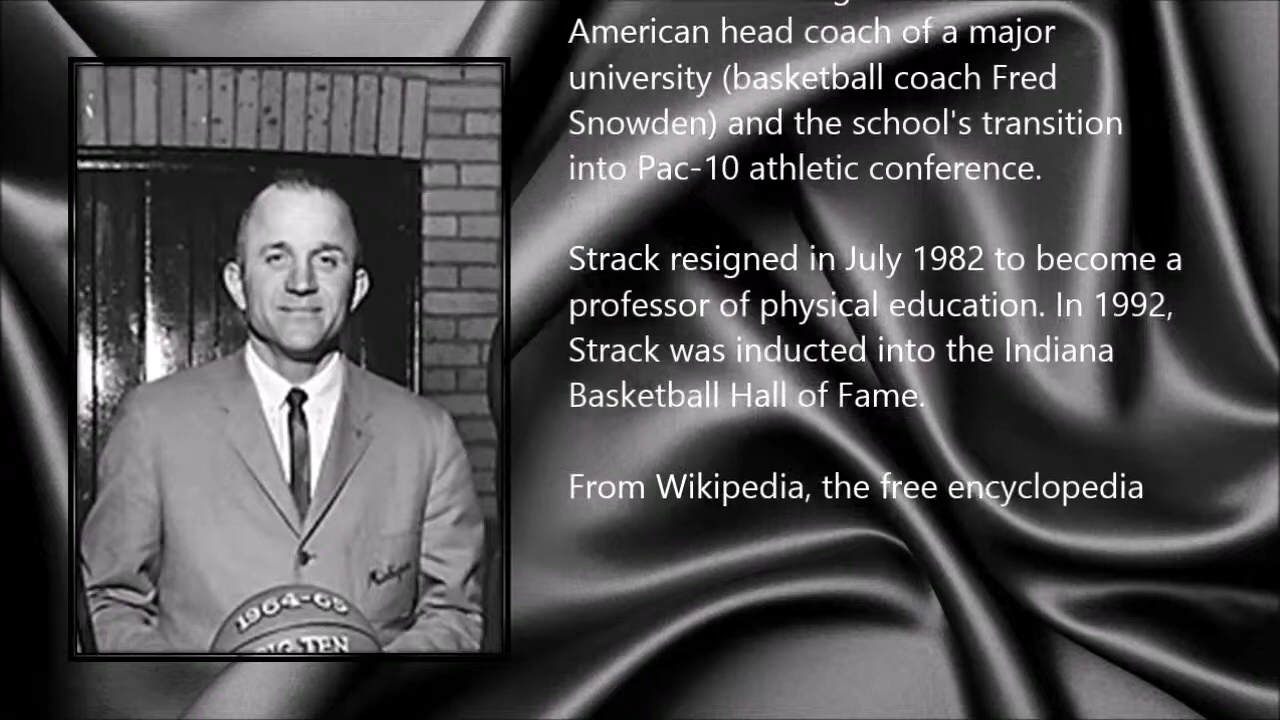 American head coach of a major
university (basketball coach Fred
Snowden) and the school's transition
into Pac-10 athletic conference.
Strack resigned in July 1982 to become a
professor of physical education. In 1992,
Strack was inducted into the Indiana
Basketball Hall of Fame.
From Wikipedia, the free encyclopedia
Michigan
1964-65
BIG TEN